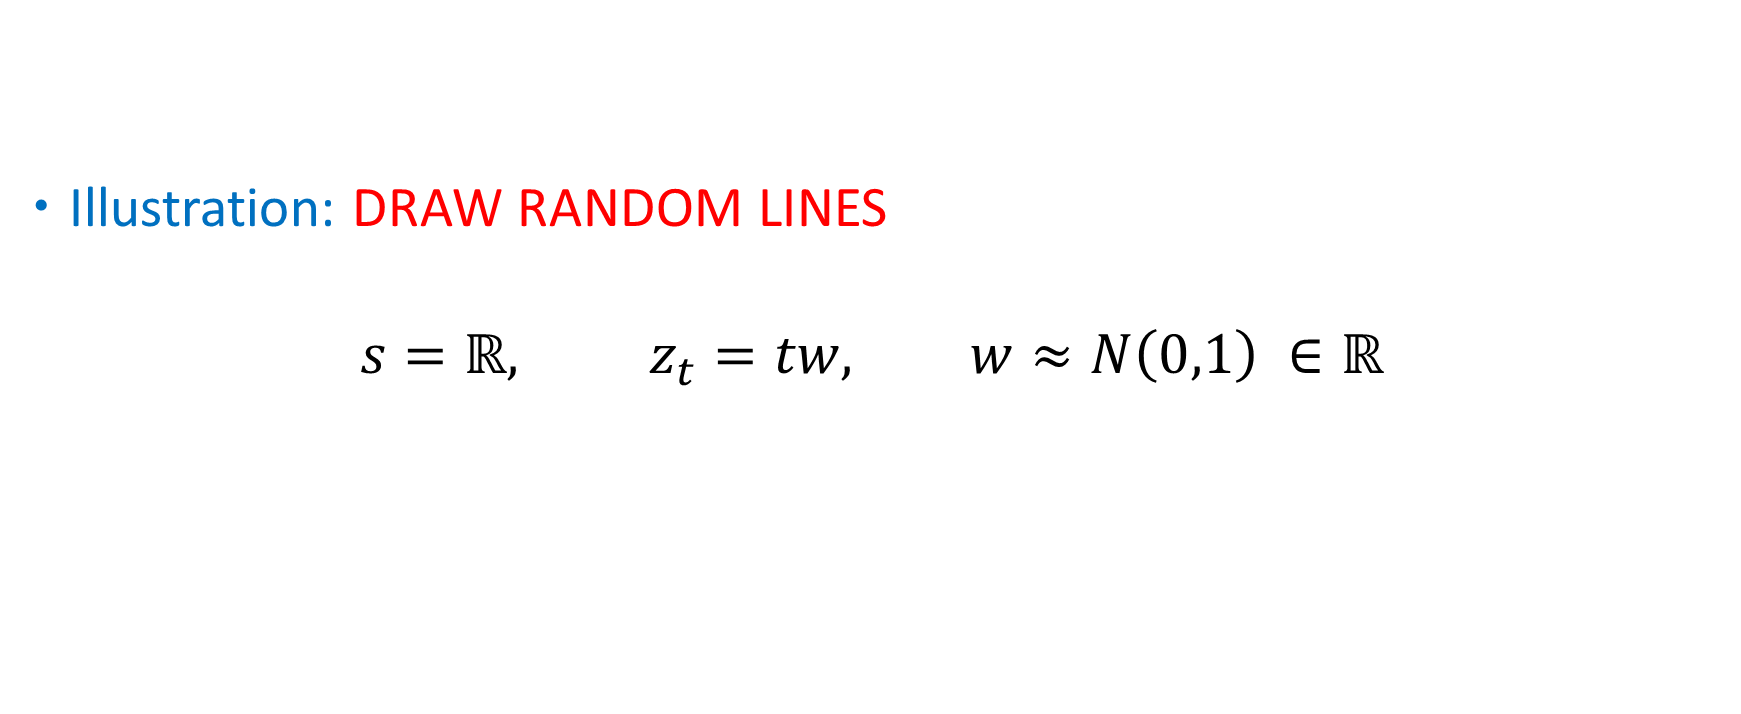 • Illustration: DRAW RANDOM LINES
s = ℝ, z_t = tw, w ≈ N(0,1) ∈ ℝ